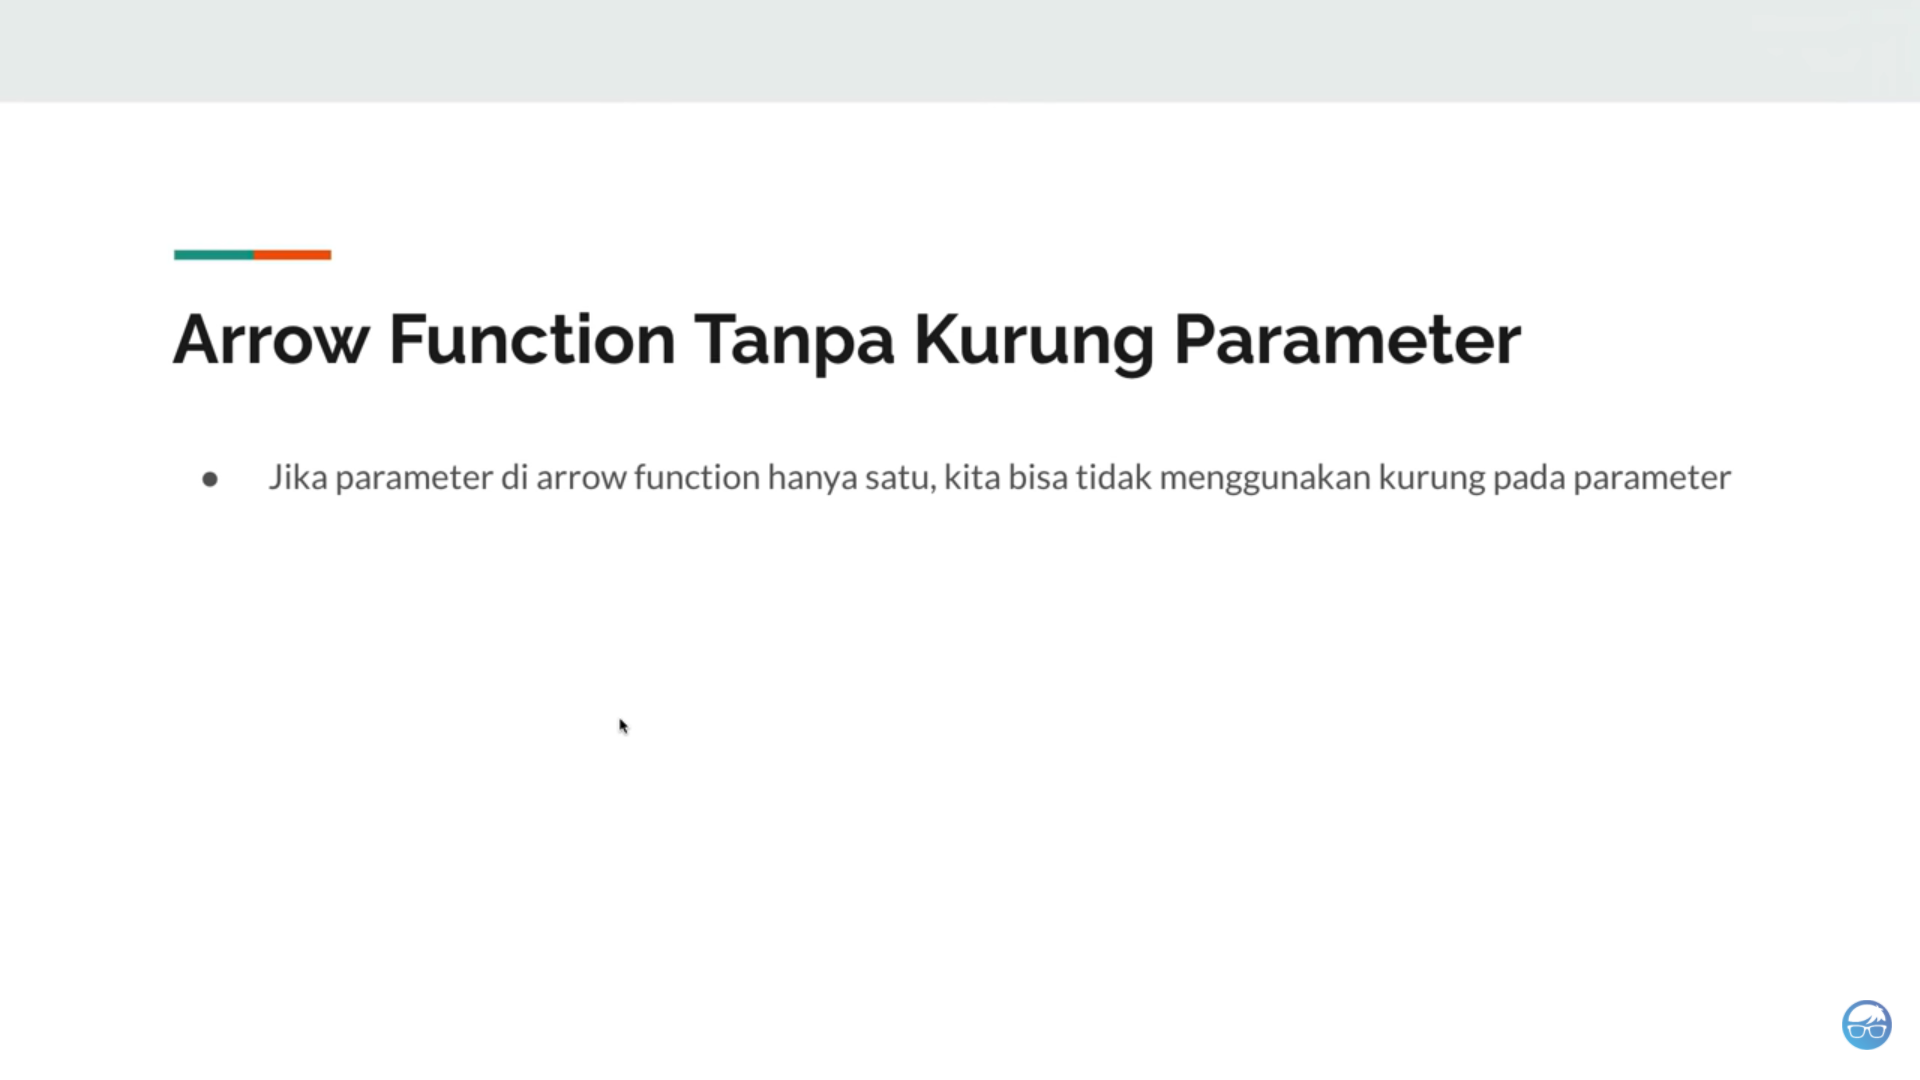 Arrow Function Tanpa Kurung Parameter
● Jika parameter di arrow function hanya satu, kita bisa tidak menggunakan kurung pada parameter